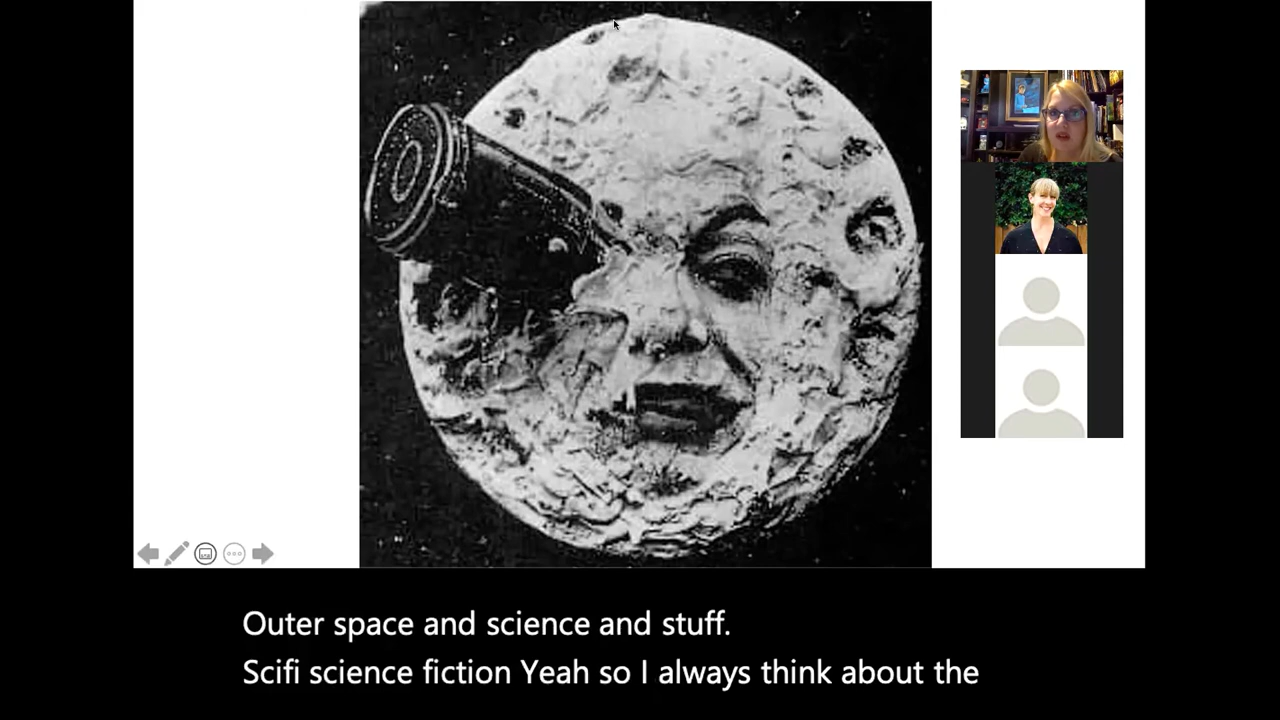 Outer space and science and stuff.
Scifi science fiction Yeah so I always think about the